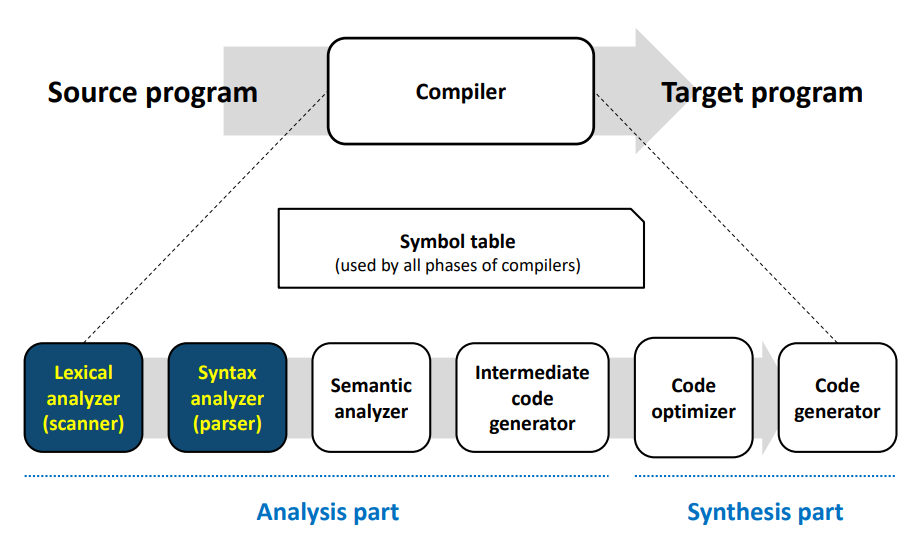 Source program
Compiler
Target program
Symbol table
(used by all phases of compilers)
Lexical
analyzer
(scanner)
Syntax
analyzer
(parser)
Semantic
analyzer
Intermediate
code
generator
Code
optimizer
Code
generator
Analysis part
Synthesis part